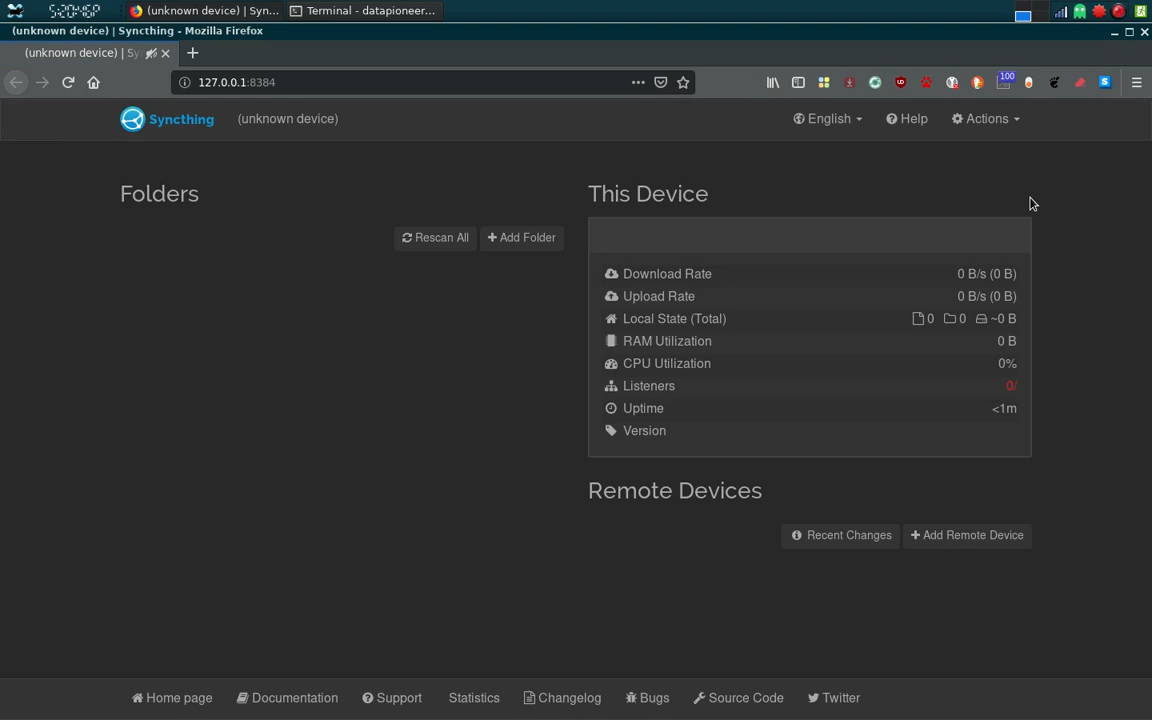 5:20:46P
(unknown device) | Syn...
Terminal - datapioneer...
(unknown device) | Syncthing - Mozilla Firefox
(unknown device) | Sy
127.0.0.1:8384
100
Syncthing
(unknown device)
English
Help
Actions
Folders
Rescan All
Add Folder
This Device
Download Rate 0 B/s (0 B)
Upload Rate 0 B/s (0 B)
Local State (Total) 0 0 ~0 B
RAM Utilization 0 B
CPU Utilization 0%
Listeners 0/
Uptime <1m
Version
Remote Devices
Recent Changes
Add Remote Device
Home page
Documentation
Support
Statistics
Changelog
Bugs
Source Code
Twitter